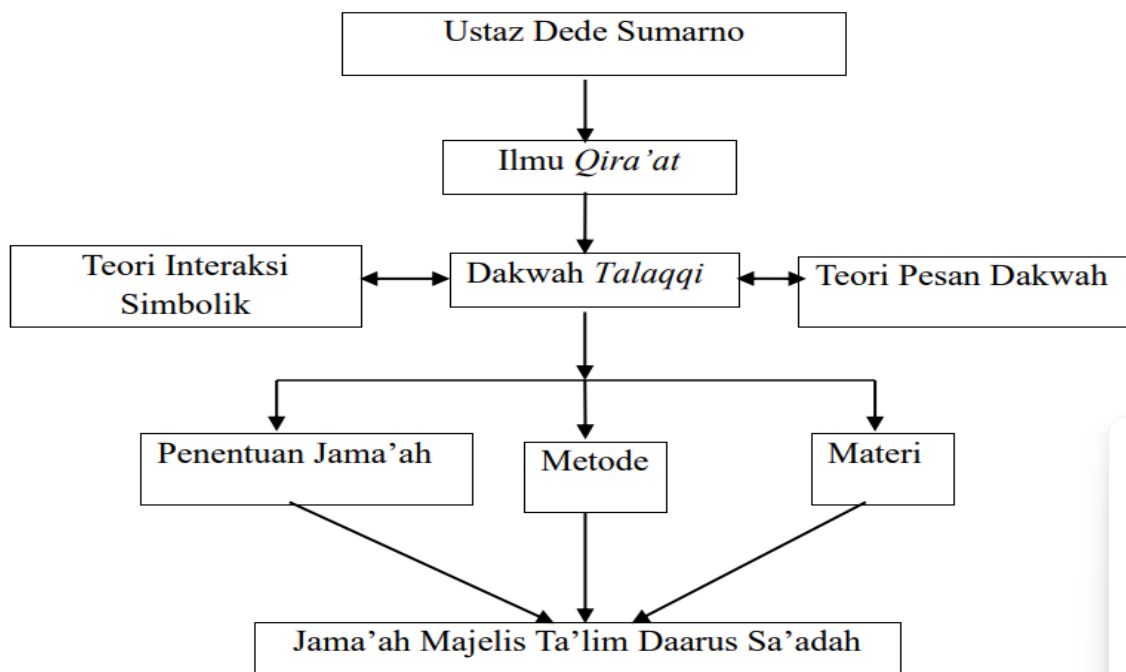 Ustaz Dede Sumarno
Ilmu Qira’at
Teori Interaksi
Simbolik
Dakwah Talaqqi
Teori Pesan Dakwah
Penentuan Jama’ah
Metode
Materi
Jama’ah Majelis Ta’lim Daarus Sa’adah